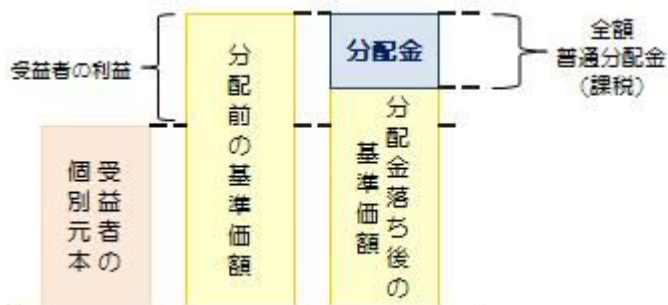 受益者の利益
受益者の
個別元本
分配前の基準価額
分配金
分配金落ち後の
基準価額
全額
普通分配金
(課税)